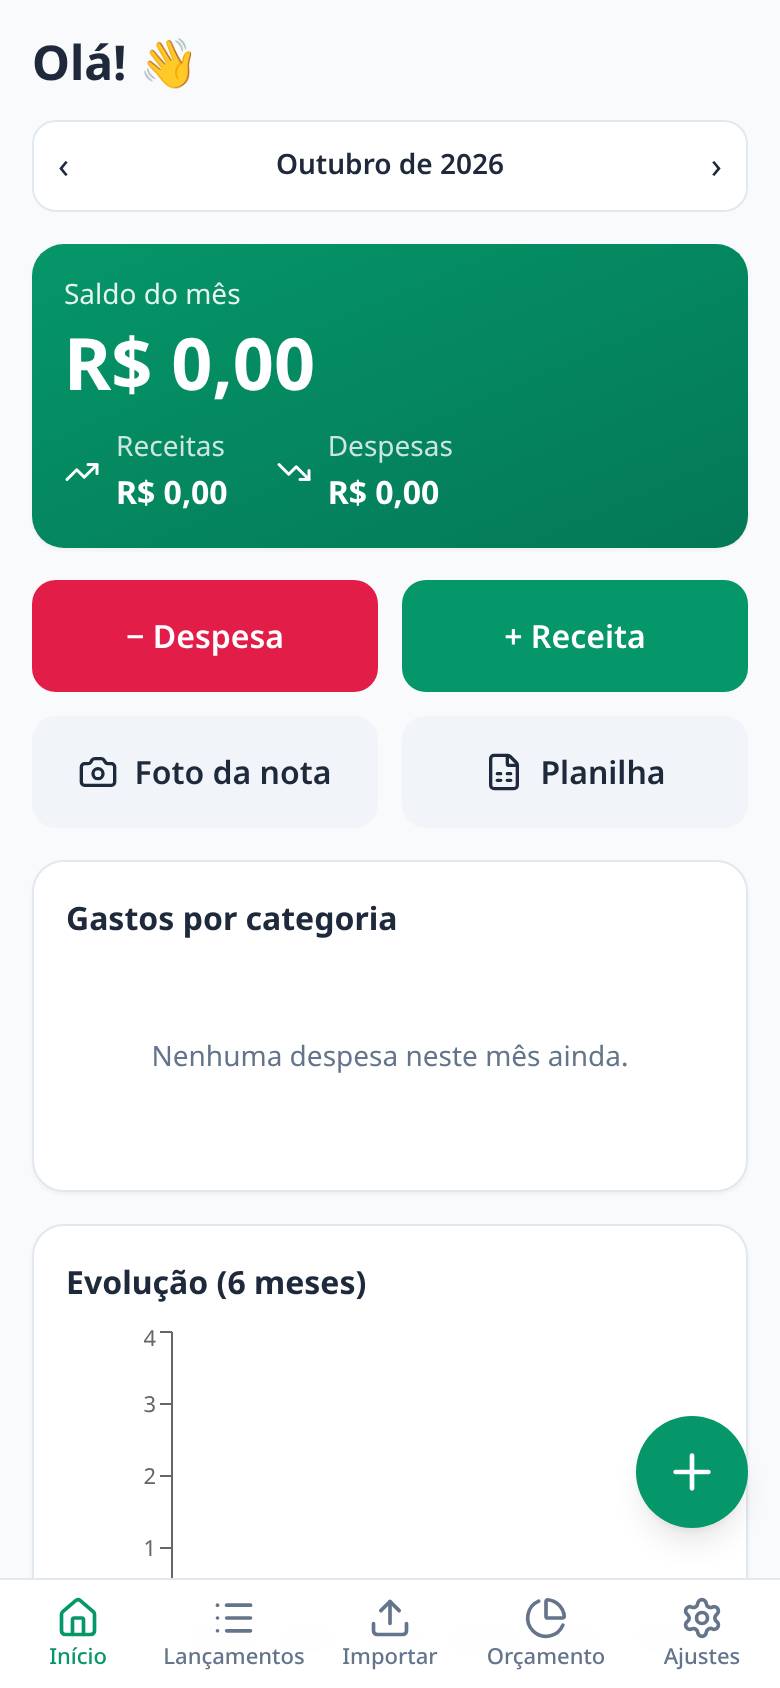 Olá! 👋
‹ Outubro de 2026 ›
Saldo do mês
R$ 0,00
Receitas
R$ 0,00
Despesas
R$ 0,00
− Despesa
+ Receita
Foto da nota
Planilha
Gastos por categoria
Nenhuma despesa neste mês ainda.
Evolução (6 meses)
4
3
2
1
Início
Lançamentos
Importar
Orçamento
Ajustes